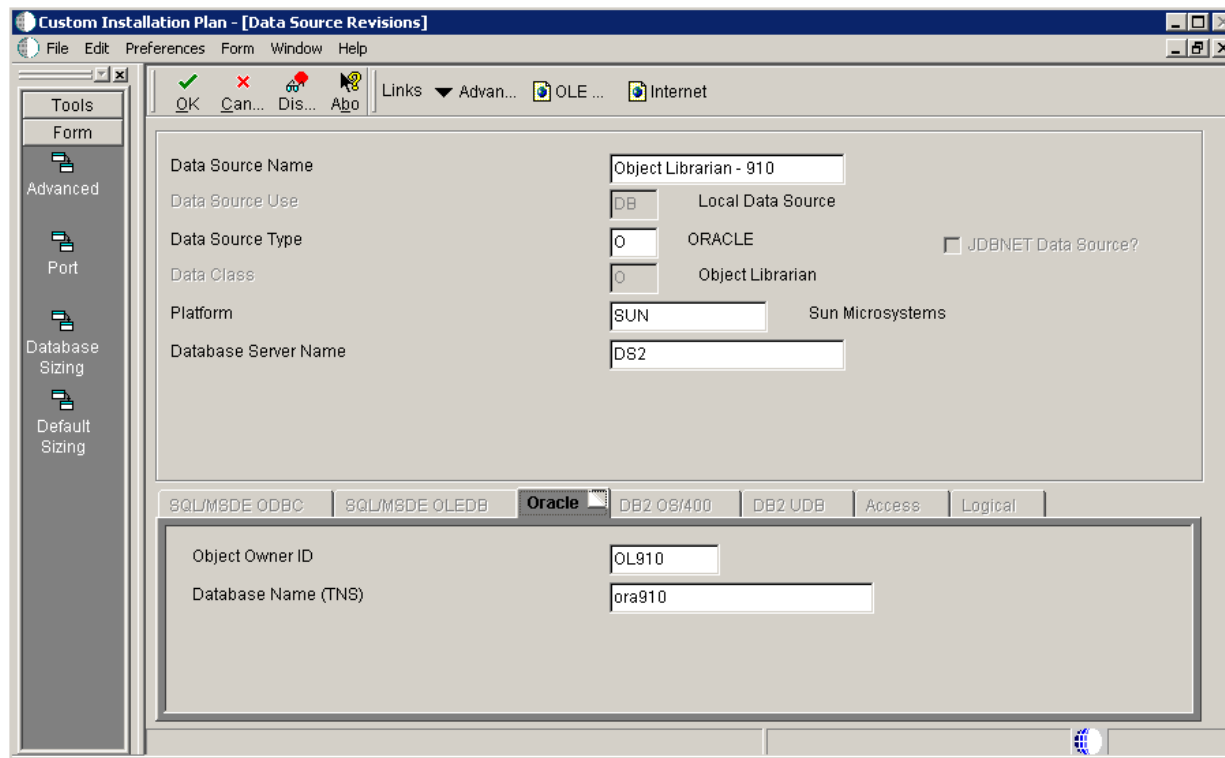 Custom Installation Plan - [Data Source Revisions]
File Edit Preferences Form Window Help
Tools
Form
Advanced
Port
Database
Sizing
Default
Sizing
OK Can... Dis... Abo Links Advan... OLE ... Internet
Data Source Name Object Librarian - 910
Data Source Use DB Local Data Source
Data Source Type O ORACLE JDBNET Data Source?
Data Class O Object Librarian
Platform SUN Sun Microsystems
Database Server Name DS2
SQL/MSDE ODBC SQL/MSDE OLEDB Oracle DB2 OS/400 DB2 UDB Access Logical
Object Owner ID OL910
Database Name (TNS) ora910